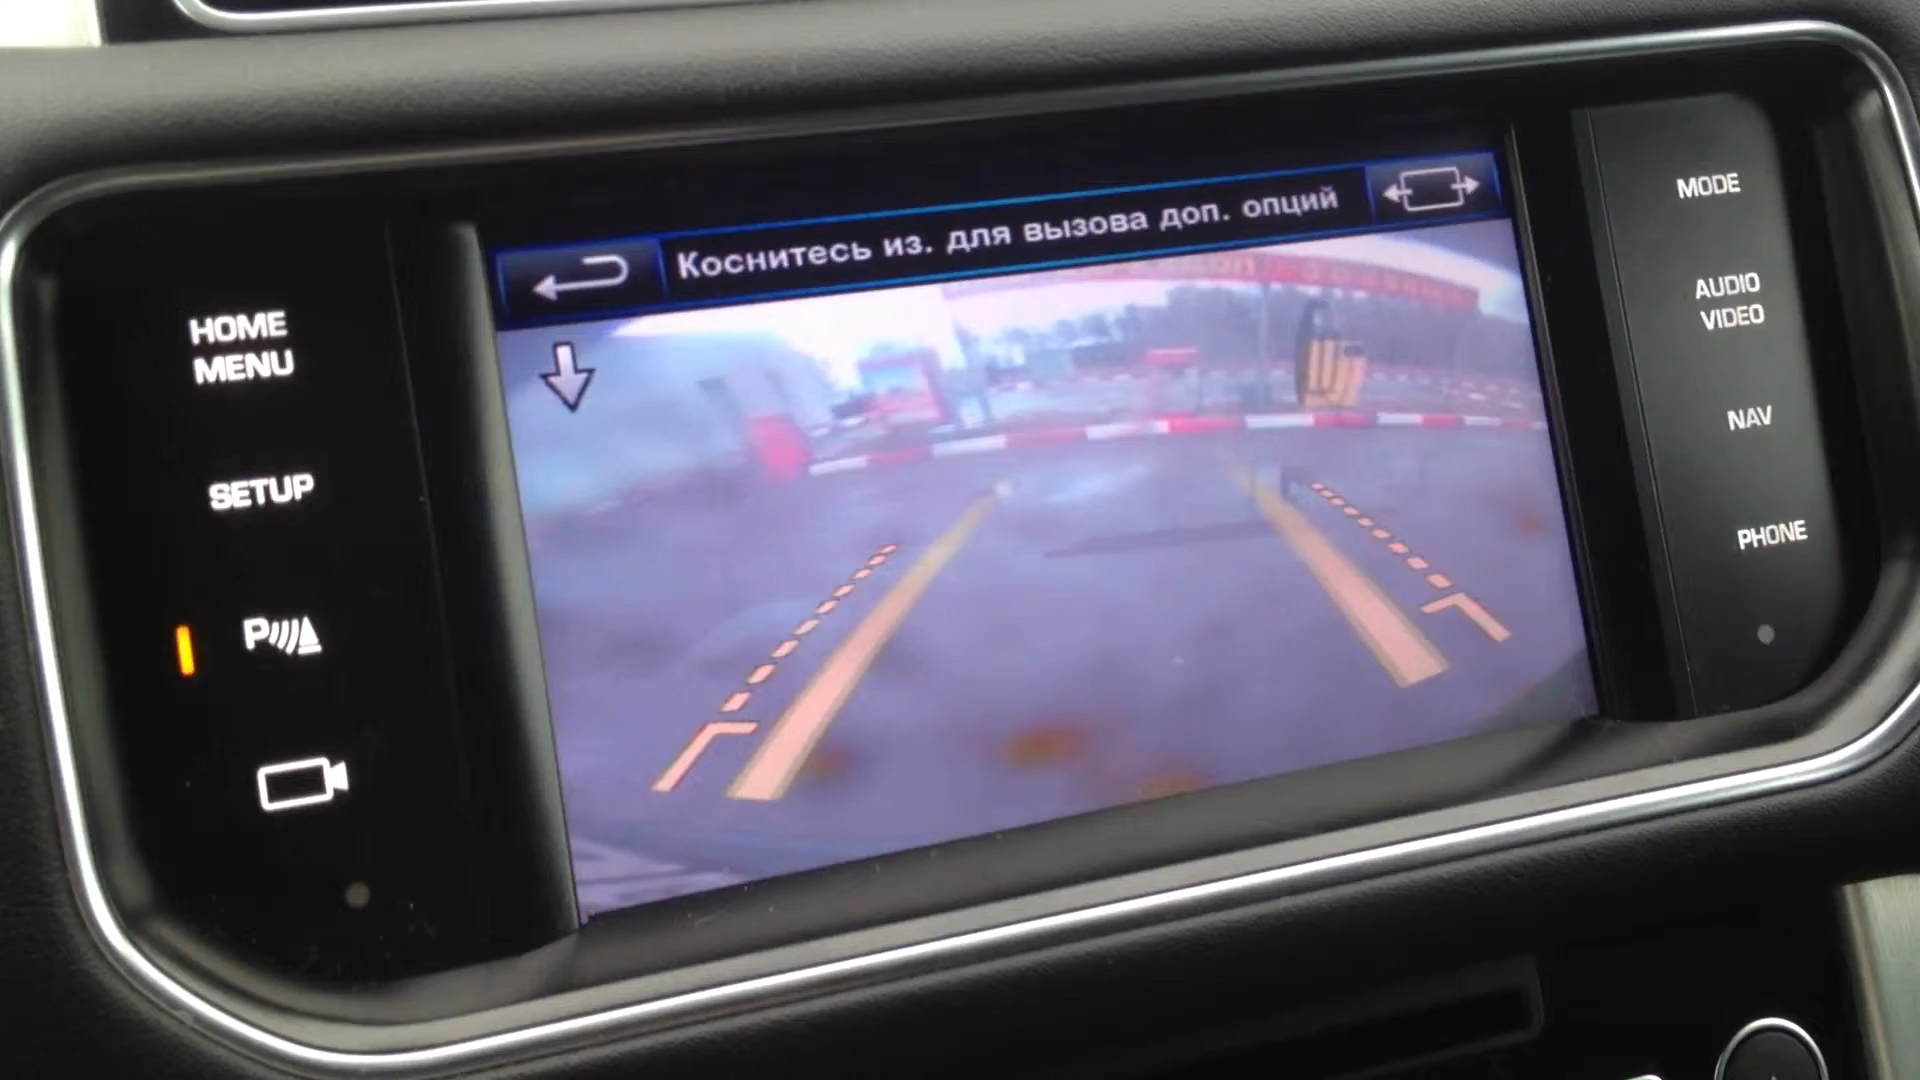 Коснитесь из. для вызова доп. опций
HOME
MENU
SETUP
P
MODE
AUDIO
VIDEO
NAV
PHONE